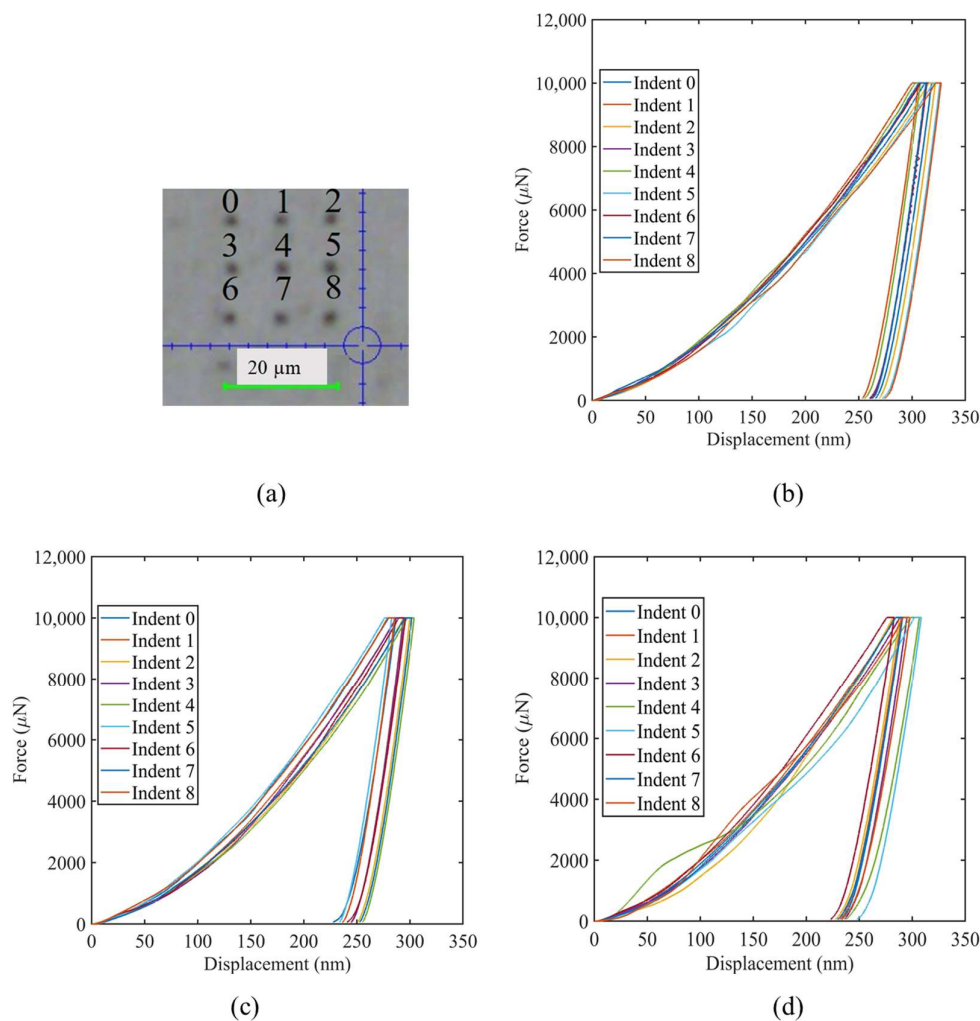 0 1 2
3 4 5
6 7 8
20 µm
(a)
12,000
10,000
8000
6000
4000
2000
0
Force (µN)
Indent 0
Indent 1
Indent 2
Indent 3
Indent 4
Indent 5
Indent 6
Indent 7
Indent 8
0 50 100 150 200 250 300 350
Displacement (nm)
(b)
12,000
10,000
8000
6000
4000
2000
0
Force (µN)
Indent 0
Indent 1
Indent 2
Indent 3
Indent 4
Indent 5
Indent 6
Indent 7
Indent 8
0 50 100 150 200 250 300 350
Displacement (nm)
(c)
12,000
10,000
8000
6000
4000
2000
0
Force (µN)
Indent 0
Indent 1
Indent 2
Indent 3
Indent 4
Indent 5
Indent 6
Indent 7
Indent 8
0 50 100 150 200 250 300 350
Displacement (nm)
(d)